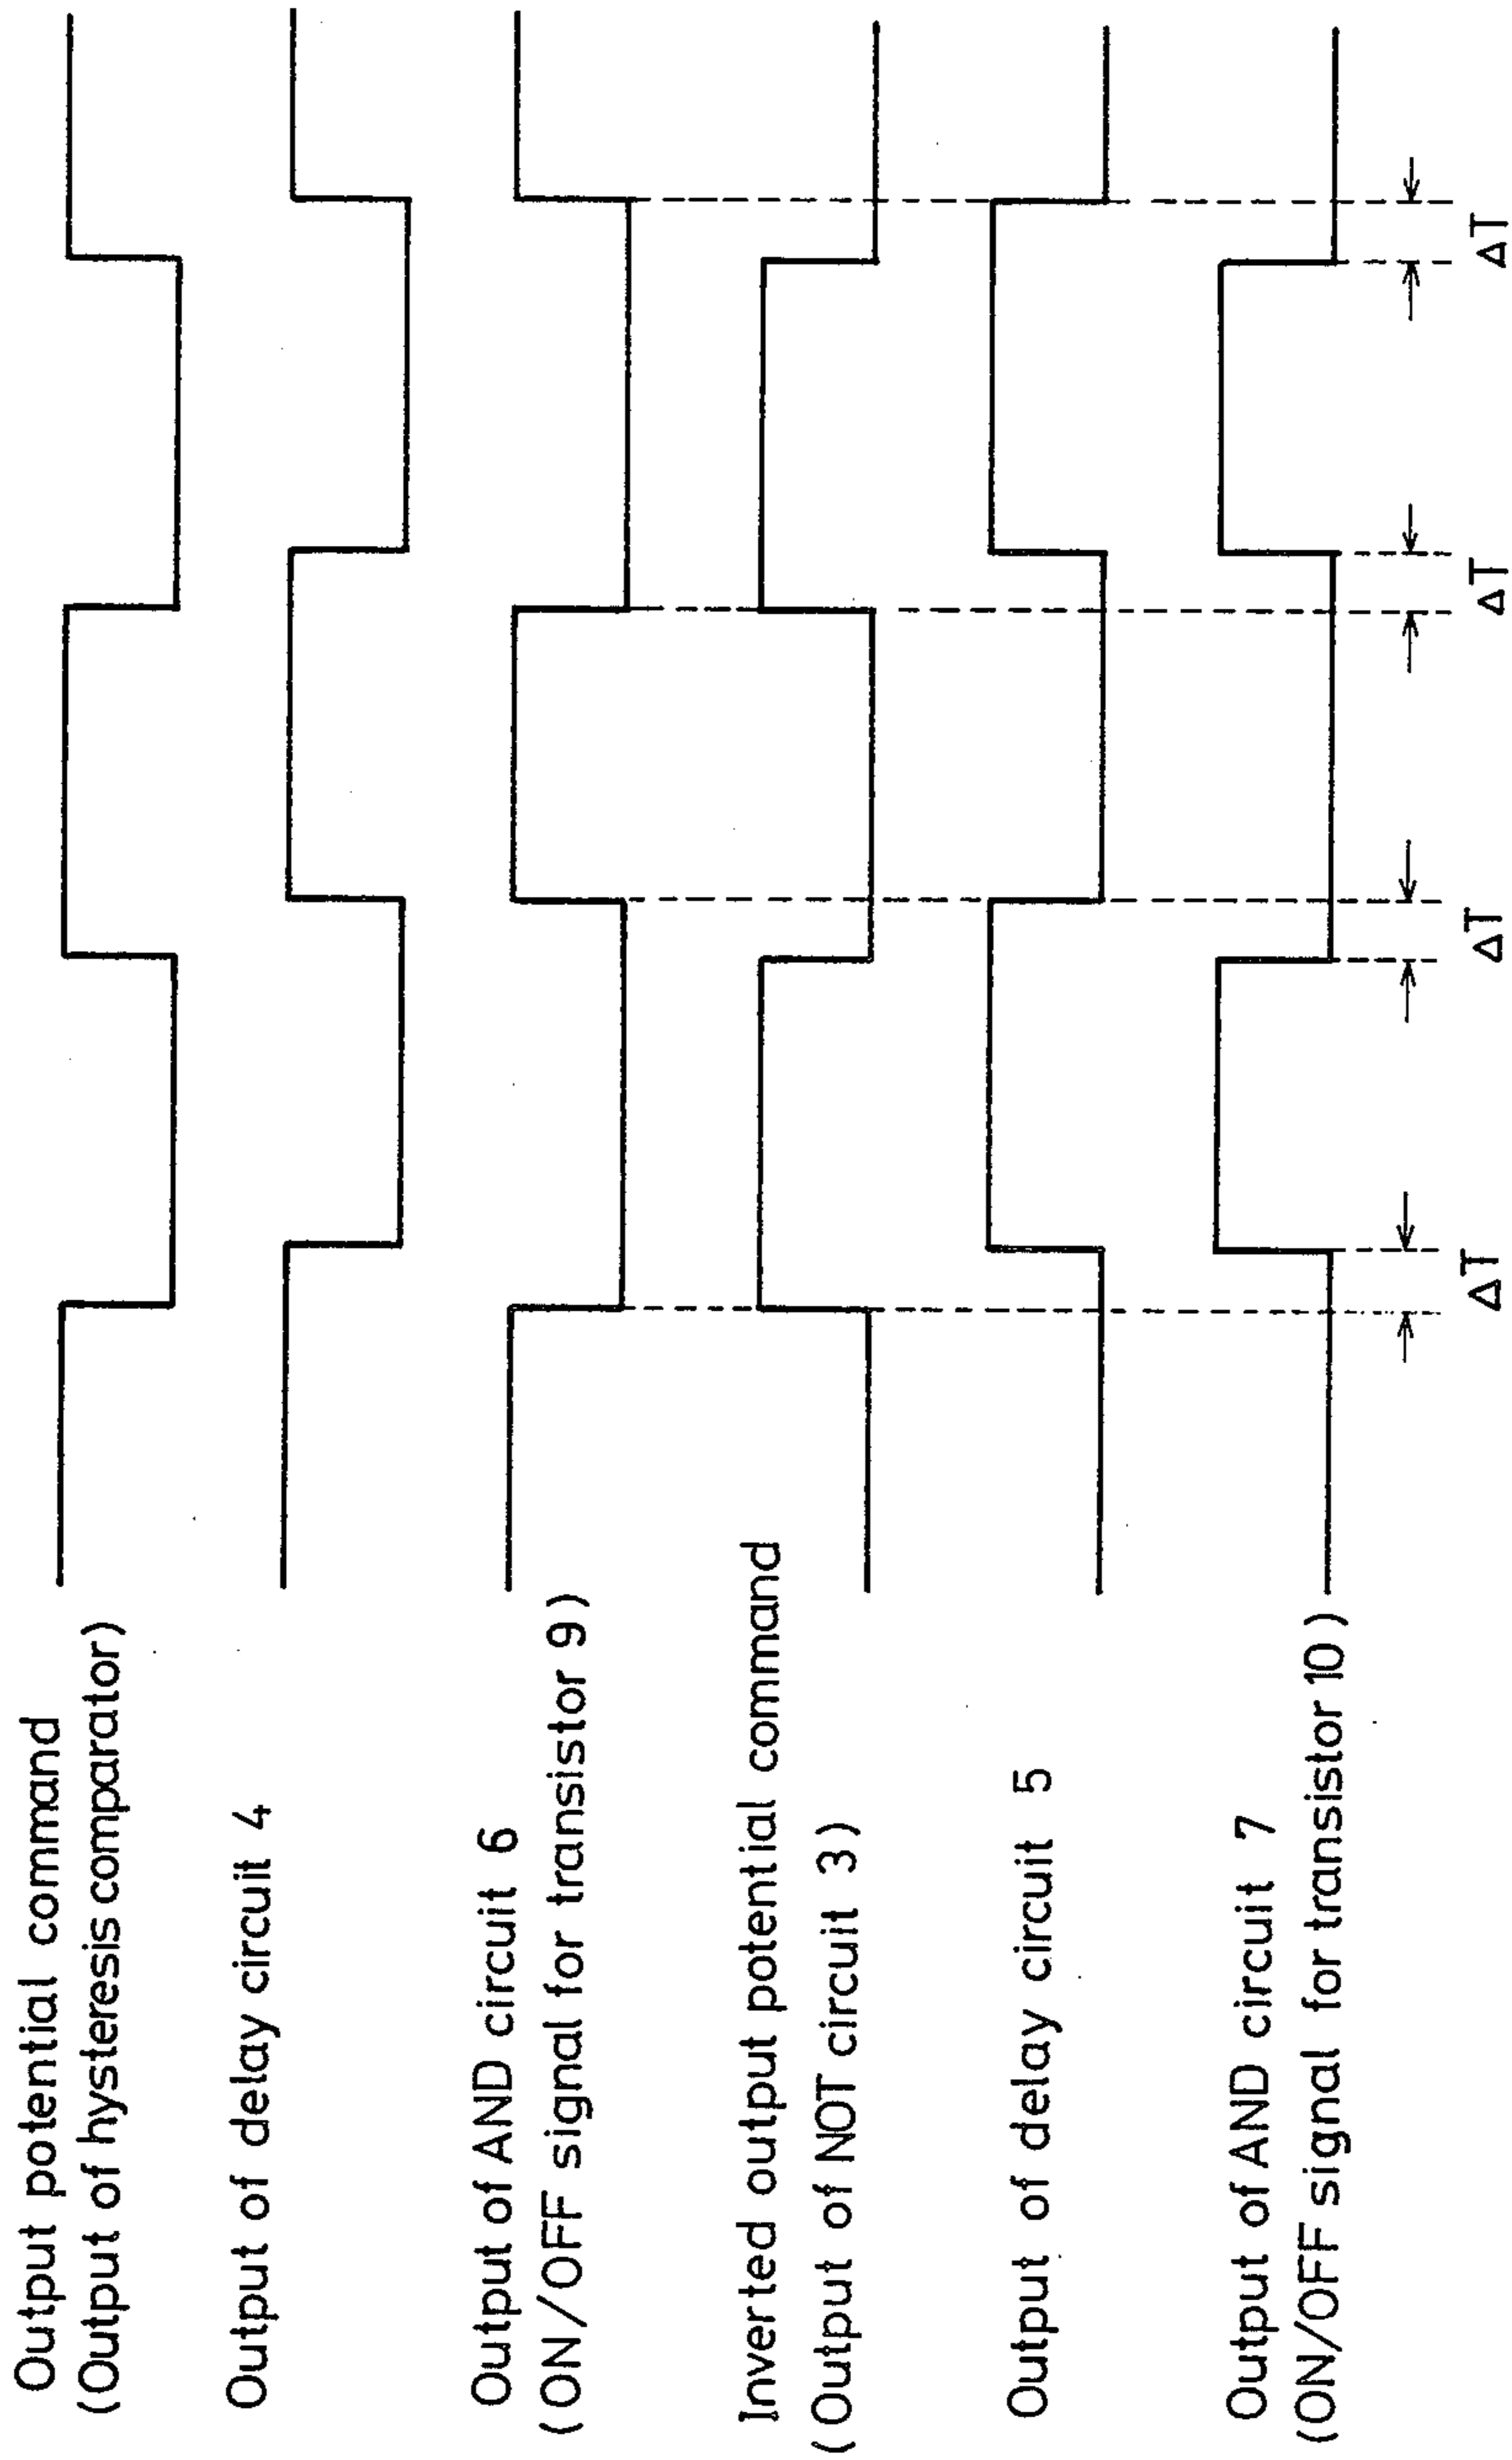 Output potential command
(Output of hysteresis comparator)
Output of delay circuit 4
Output of AND circuit 6
(ON/OFF signal for transistor 9)
Inverted output potential command
(Output of NOT circuit 3)
Output of delay circuit 5
Output of AND circuit 7
(ON/OFF signal for transistor 10)
ΔT
ΔT
ΔT
ΔT